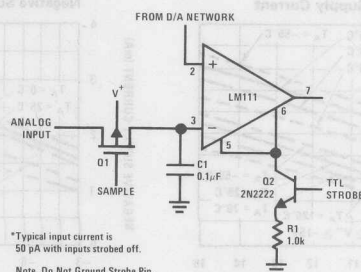 FROM D/A NETWORK
V+
2
+
LM111
7
ANALOG
INPUT
3
−
6
5
Q1
C1
0.1μF
Q2
2N2222
TTL
STROBE
SAMPLE
R1
1.0k
*Typical input current is
50 pA with inputs strobed off.
Note. Do Not Ground Strobe Pin